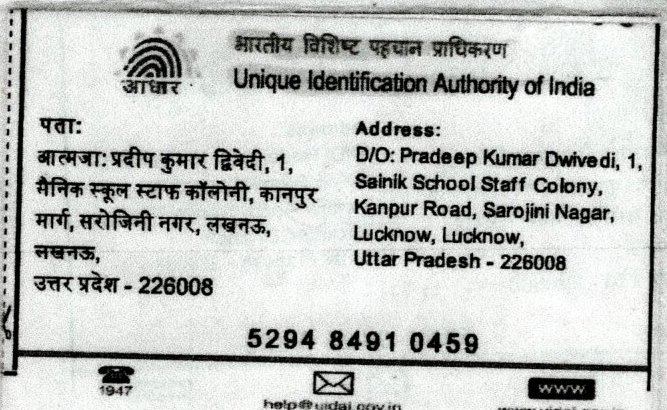 आधार
भारतीय विशिष्ट पहचान प्राधिकरण
Unique Identification Authority of India
पता:
आत्मजा: प्रदीप कुमार द्विवेदी, 1,
सैनिक स्कूल स्टाफ कॉलोनी, कानपुर
मार्ग, सरोजिनी नगर, लखनऊ,
लखनऊ,
उत्तर प्रदेश - 226008
Address:
D/O: Pradeep Kumar Dwivedi, 1,
Sainik School Staff Colony,
Kanpur Road, Sarojini Nagar,
Lucknow, Lucknow,
Uttar Pradesh - 226008
5294 8491 0459
1947
help@uidai.gov.in
www